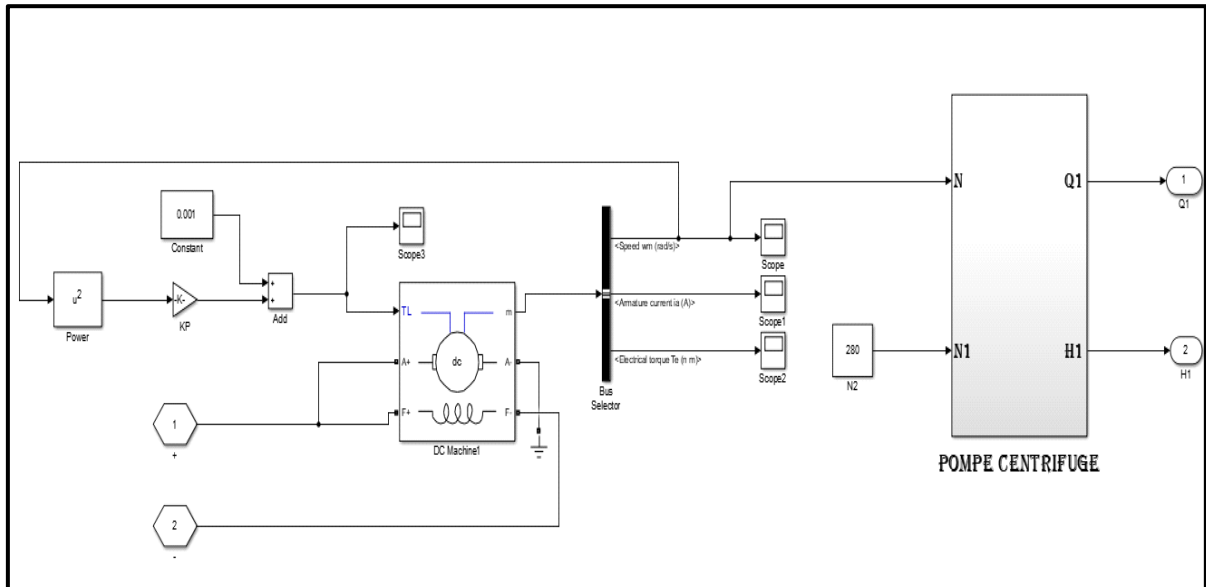 0.001
Constant
u²
Power
-K-
KP
+
+
Add
Scope3
TL
m
A+
dc
A-
F+
F-
DC Machine1
1
+
2
-
<Speed wm (rad/s)>
<Armature current ia (A)>
<Electrical torque Te (n m)>
Bus
Selector
Scope
Scope1
Scope2
280
N2
N
Q1
N1
H1
POMPE CENTRIFUGE
1
Q1
2
H1